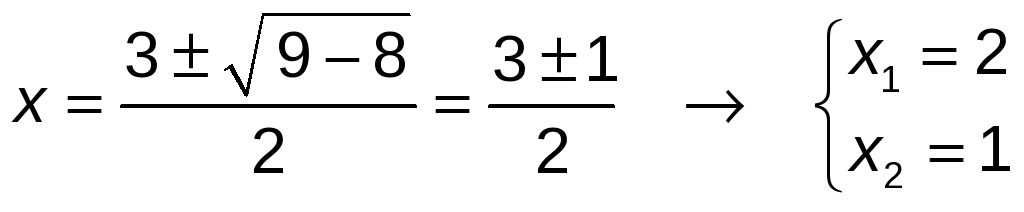 x = (3 ± √(9 − 8)) / 2 = (3 ± 1) / 2 → { x₁ = 2
x₂ = 1